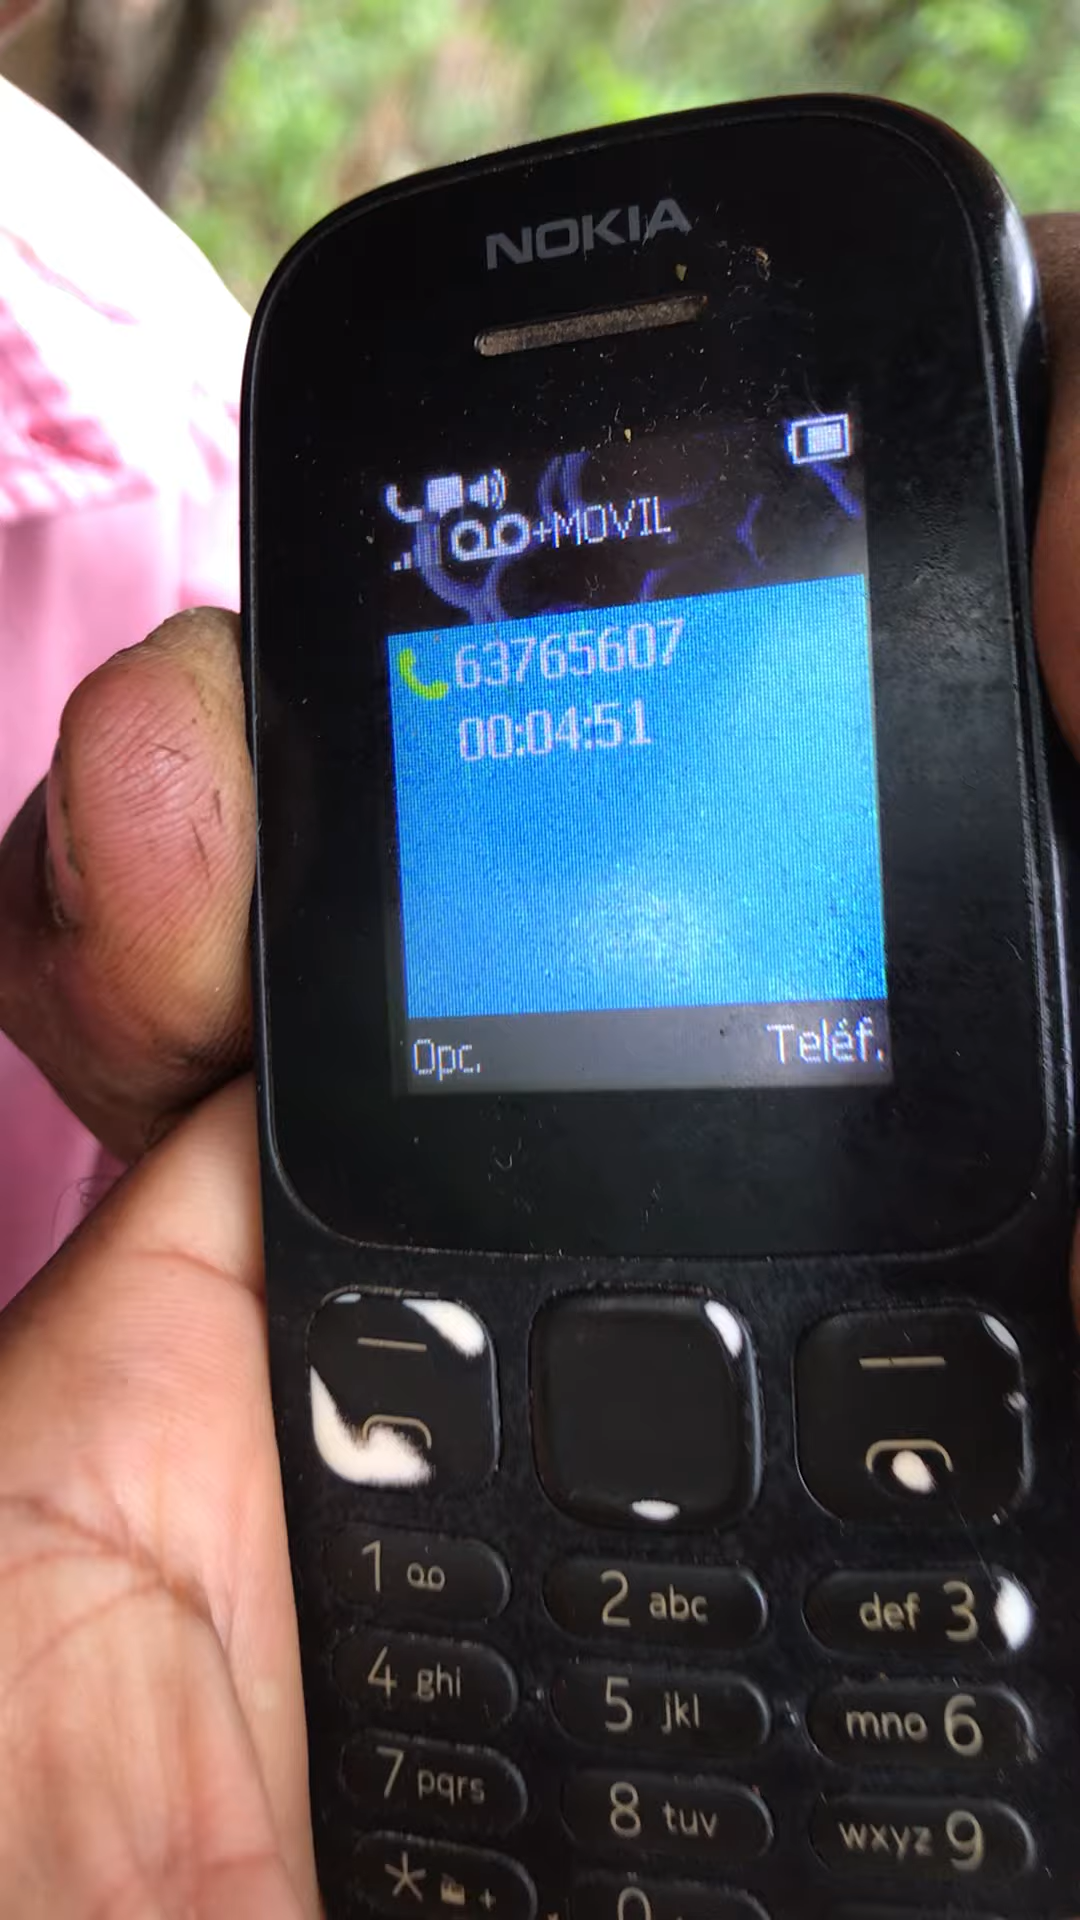 NOKIA
+MOVIL
63765607
00:04:51
Opc.
Teléf.
1
2 abc
def 3
4 ghi
5 jkl
mno 6
7 pqrs
8 tuv
wxyz 9
* +
0